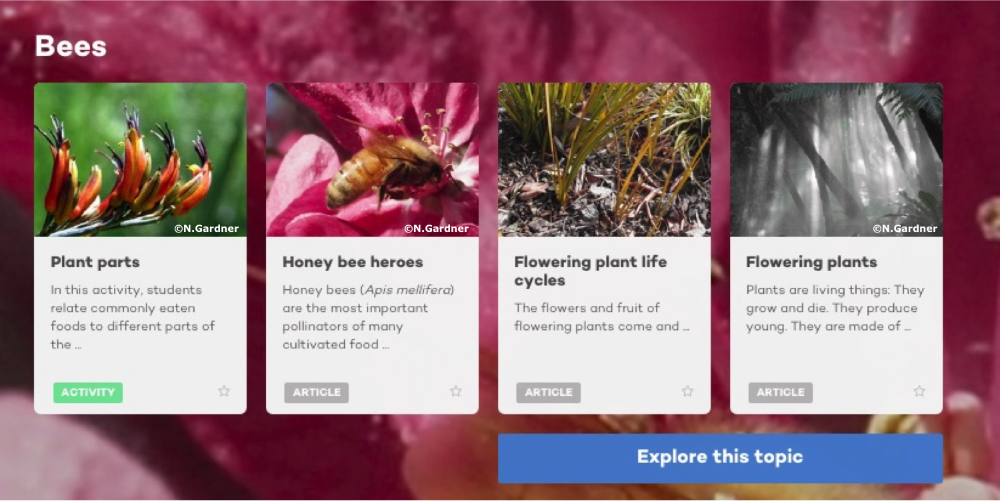 Bees
©N.Gardner
©N.Gardner
©N.Gardner
Plant parts
In this activity, students
relate commonly eaten
foods to different parts of
the ...
ACTIVITY
Honey bee heroes
Honey bees (Apis mellifera)
are the most important
pollinators of many
cultivated food ...
ARTICLE
Flowering plant life
cycles
The flowers and fruit of
flowering plants come and ...
ARTICLE
Flowering plants
Plants are living things: They
grow and die. They produce
young. They are made of ...
ARTICLE
Explore this topic